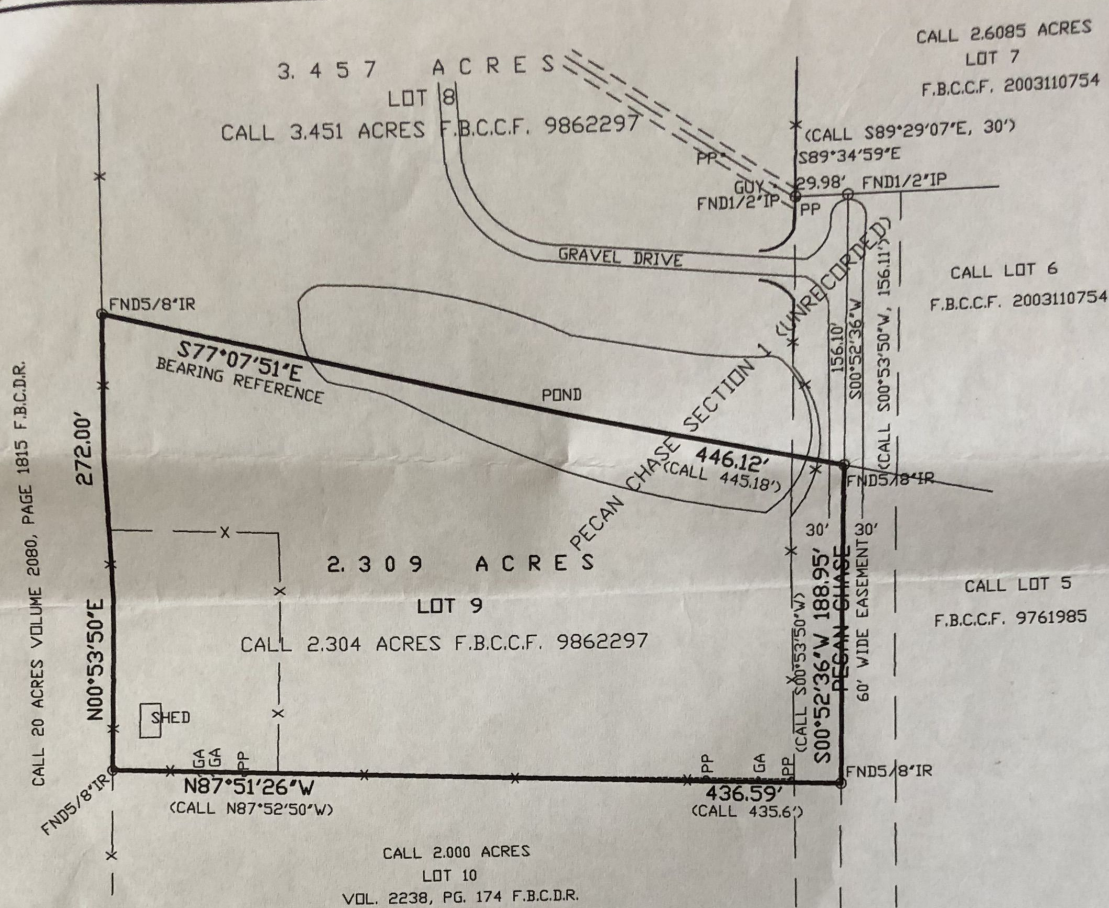 CALL 2.6085 ACRES
LOT 7
F.B.C.C.F. 2003110754
3.457 ACRES
LOT 8
CALL 3.451 ACRES F.B.C.C.F. 9862297
(CALL S89°29'07"E, 30')
S89°34'59"E
PP
GUY
29.98'
FND1/2"IP
FND1/2"IP
PP
GRAVEL DRIVE
CALL LOT 6
F.B.C.C.F. 2003110754
FND5/8"IR
S77°07'51"E
BEARING REFERENCE
POND
PECAN CHASE SECTION 1 (UNRECORDED)
156.10'
S00°52'36"W
(CALL S00°53'50"W, 156.11')
446.12'
(CALL 445.18')
FND5/8"IR
272.00'
N00°53'50"E
CALL 20 ACRES VOLUME 2080, PAGE 1815 F.B.C.D.R.
30'
30'
2.309 ACRES
LOT 9
CALL 2.304 ACRES F.B.C.C.F. 9862297
(CALL S00°53'50"W)
S00°52'36"W 188.95'
PECAN CHASE
60' WIDE EASEMENT
CALL LOT 5
F.B.C.C.F. 9761985
SHED
GA
GA
PP
PP
GA
PP
FND5/8"IR
FND5/8"IR
N87°51'26"W
(CALL N87°52'50"W)
436.59'
(CALL 435.6')
CALL 2.000 ACRES
LOT 10
VOL. 2238, PG. 174 F.B.C.D.R.